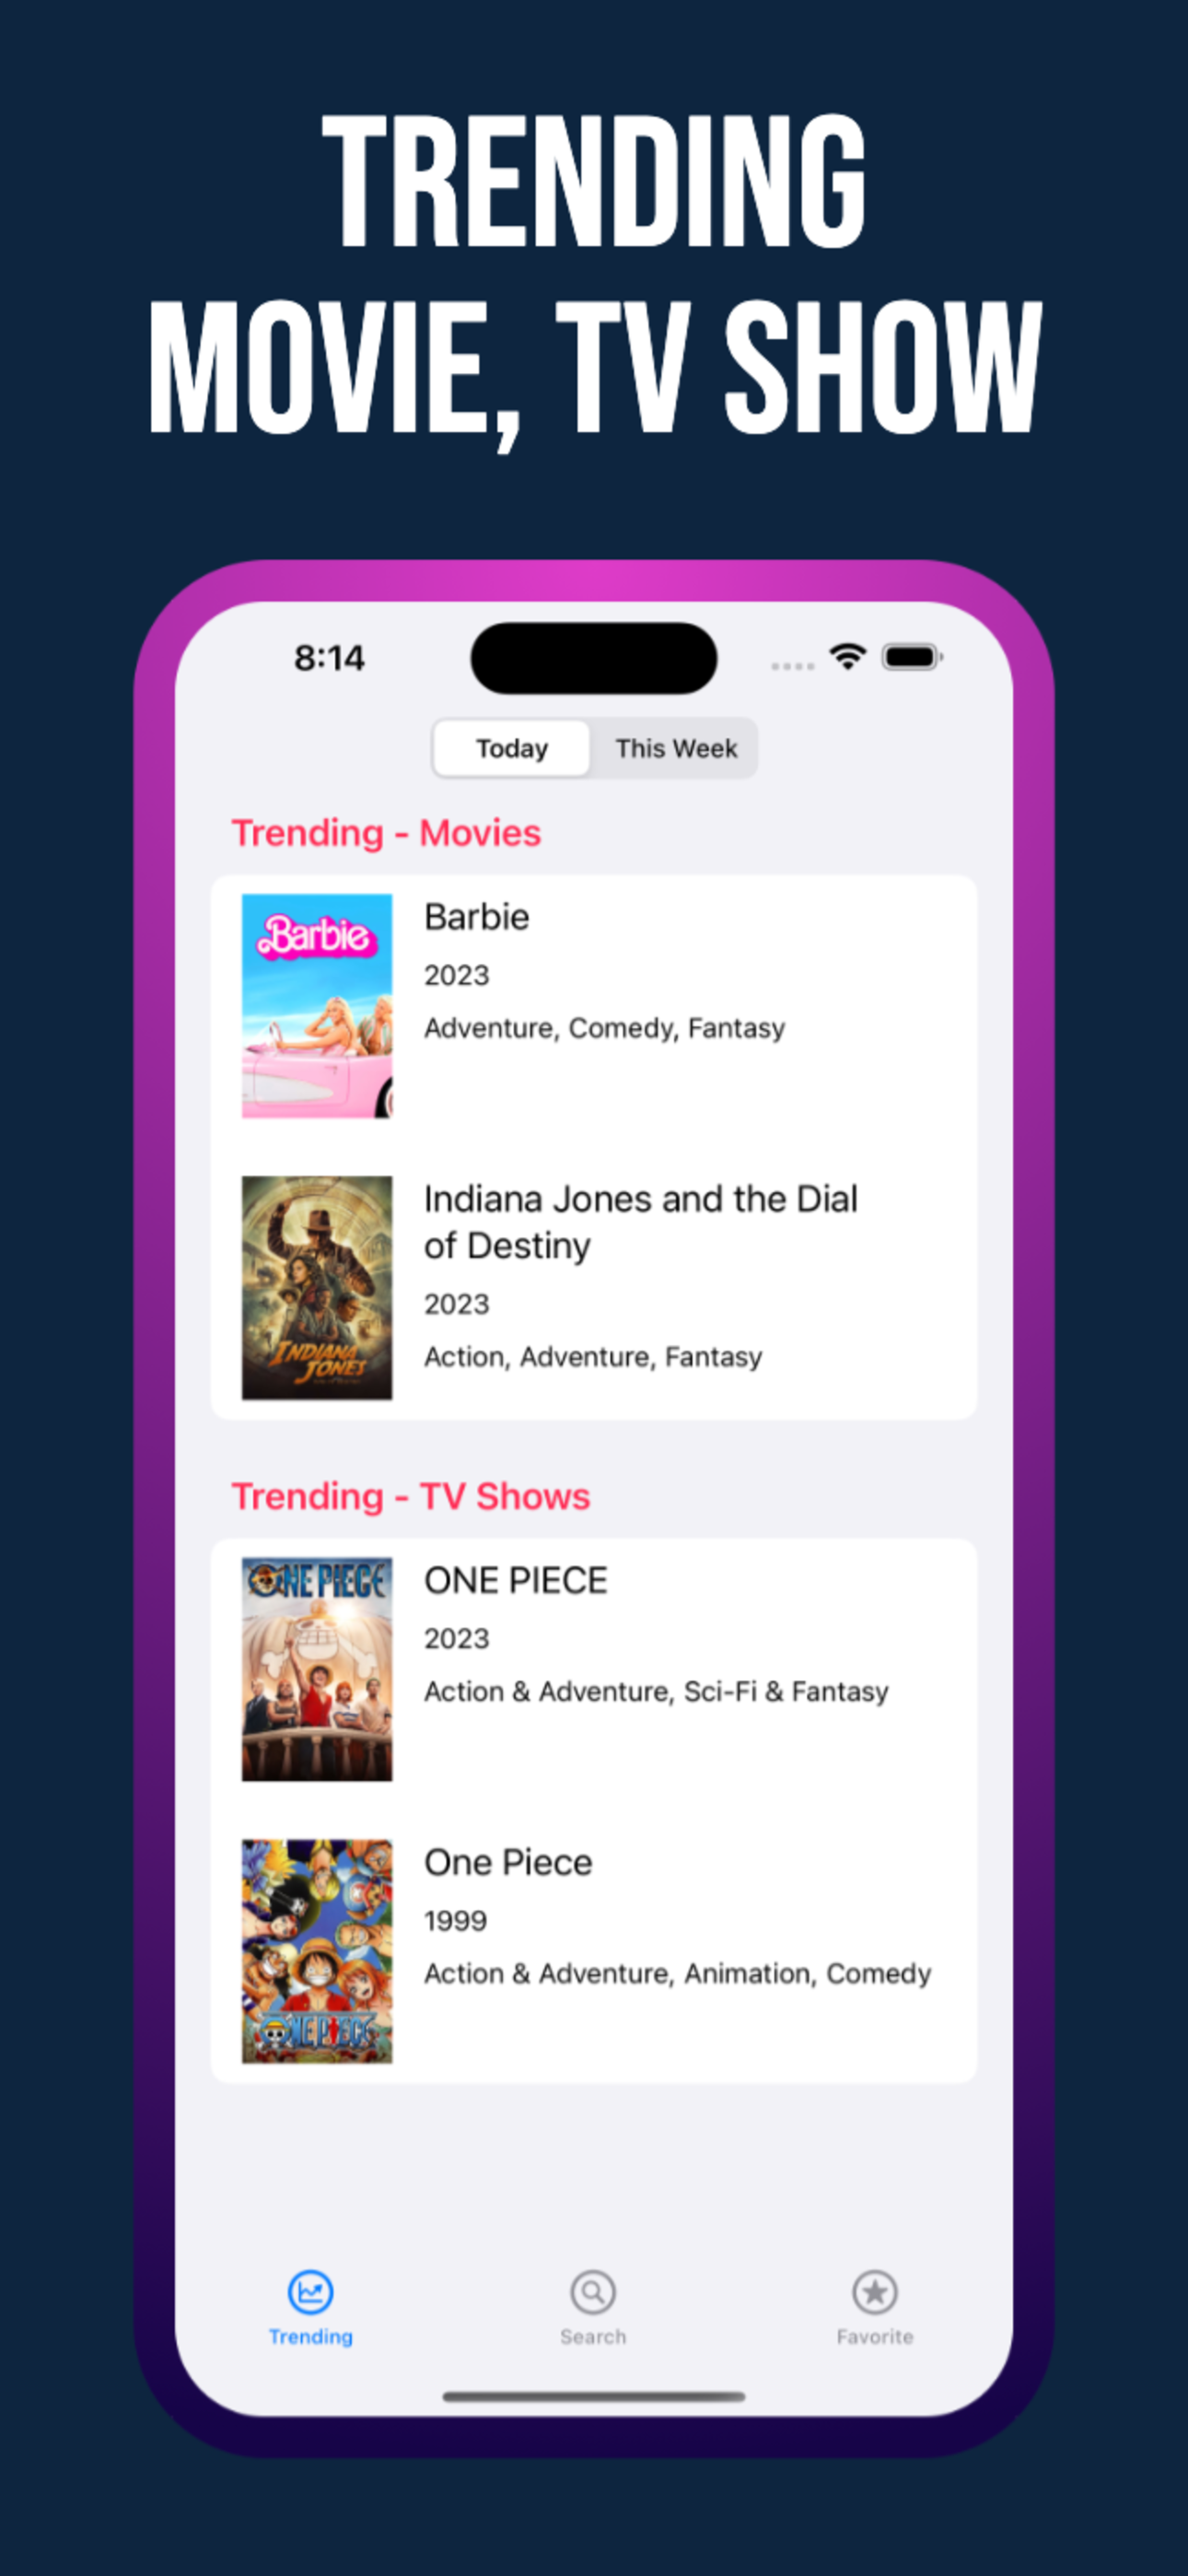 TRENDING
MOVIE, TV SHOW
8:14
Today
This Week
Trending - Movies
Barbie
Barbie
2023
Adventure, Comedy, Fantasy
Indiana Jones and the Dial
of Destiny
2023
Action, Adventure, Fantasy
INDIANA
JONES
Trending - TV Shows
ONE PIECE
ONE PIECE
2023
Action & Adventure, Sci-Fi & Fantasy
One Piece
1999
Action & Adventure, Animation, Comedy
ONE PIECE
Trending
Search
Favorite